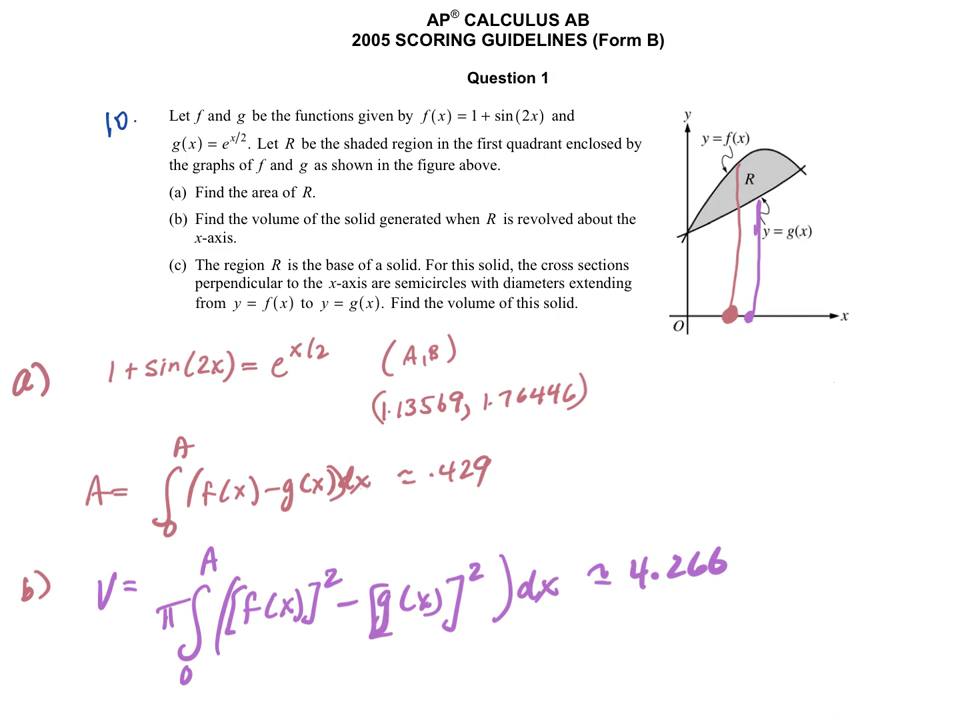 AP® CALCULUS AB
2005 SCORING GUIDELINES (Form B)
Question 1
10.
Let f and g be the functions given by f(x) = 1 + sin(2x) and
g(x) = e^{x/2}. Let R be the shaded region in the first quadrant enclosed by
the graphs of f and g as shown in the figure above.
(a) Find the area of R.
(b) Find the volume of the solid generated when R is revolved about the
x-axis.
(c) The region R is the base of a solid. For this solid, the cross sections
perpendicular to the x-axis are semicircles with diameters extending
from y = f(x) to y = g(x). Find the volume of this solid.
y
y = f(x)
R
y = g(x)
O
x
a) 1 + sin(2x) = e^{x/2} (A,B)
(1.13569, 1.76446)
A = ∫_0^A (f(x) - g(x))dx ≃ .429
b) V = π∫_0^A ([f(x)]^2 - [g(x)]^2)dx ≃ 4.266